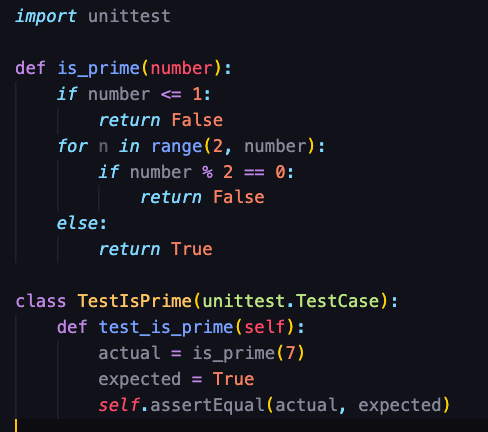 import unittest

def is_prime(number):
    if number <= 1:
        return False
    for n in range(2, number):
        if number % 2 == 0:
            return False
    else:
        return True

class TestIsPrime(unittest.TestCase):
    def test_is_prime(self):
        actual = is_prime(7)
        expected = True
        self.assertEqual(actual, expected)